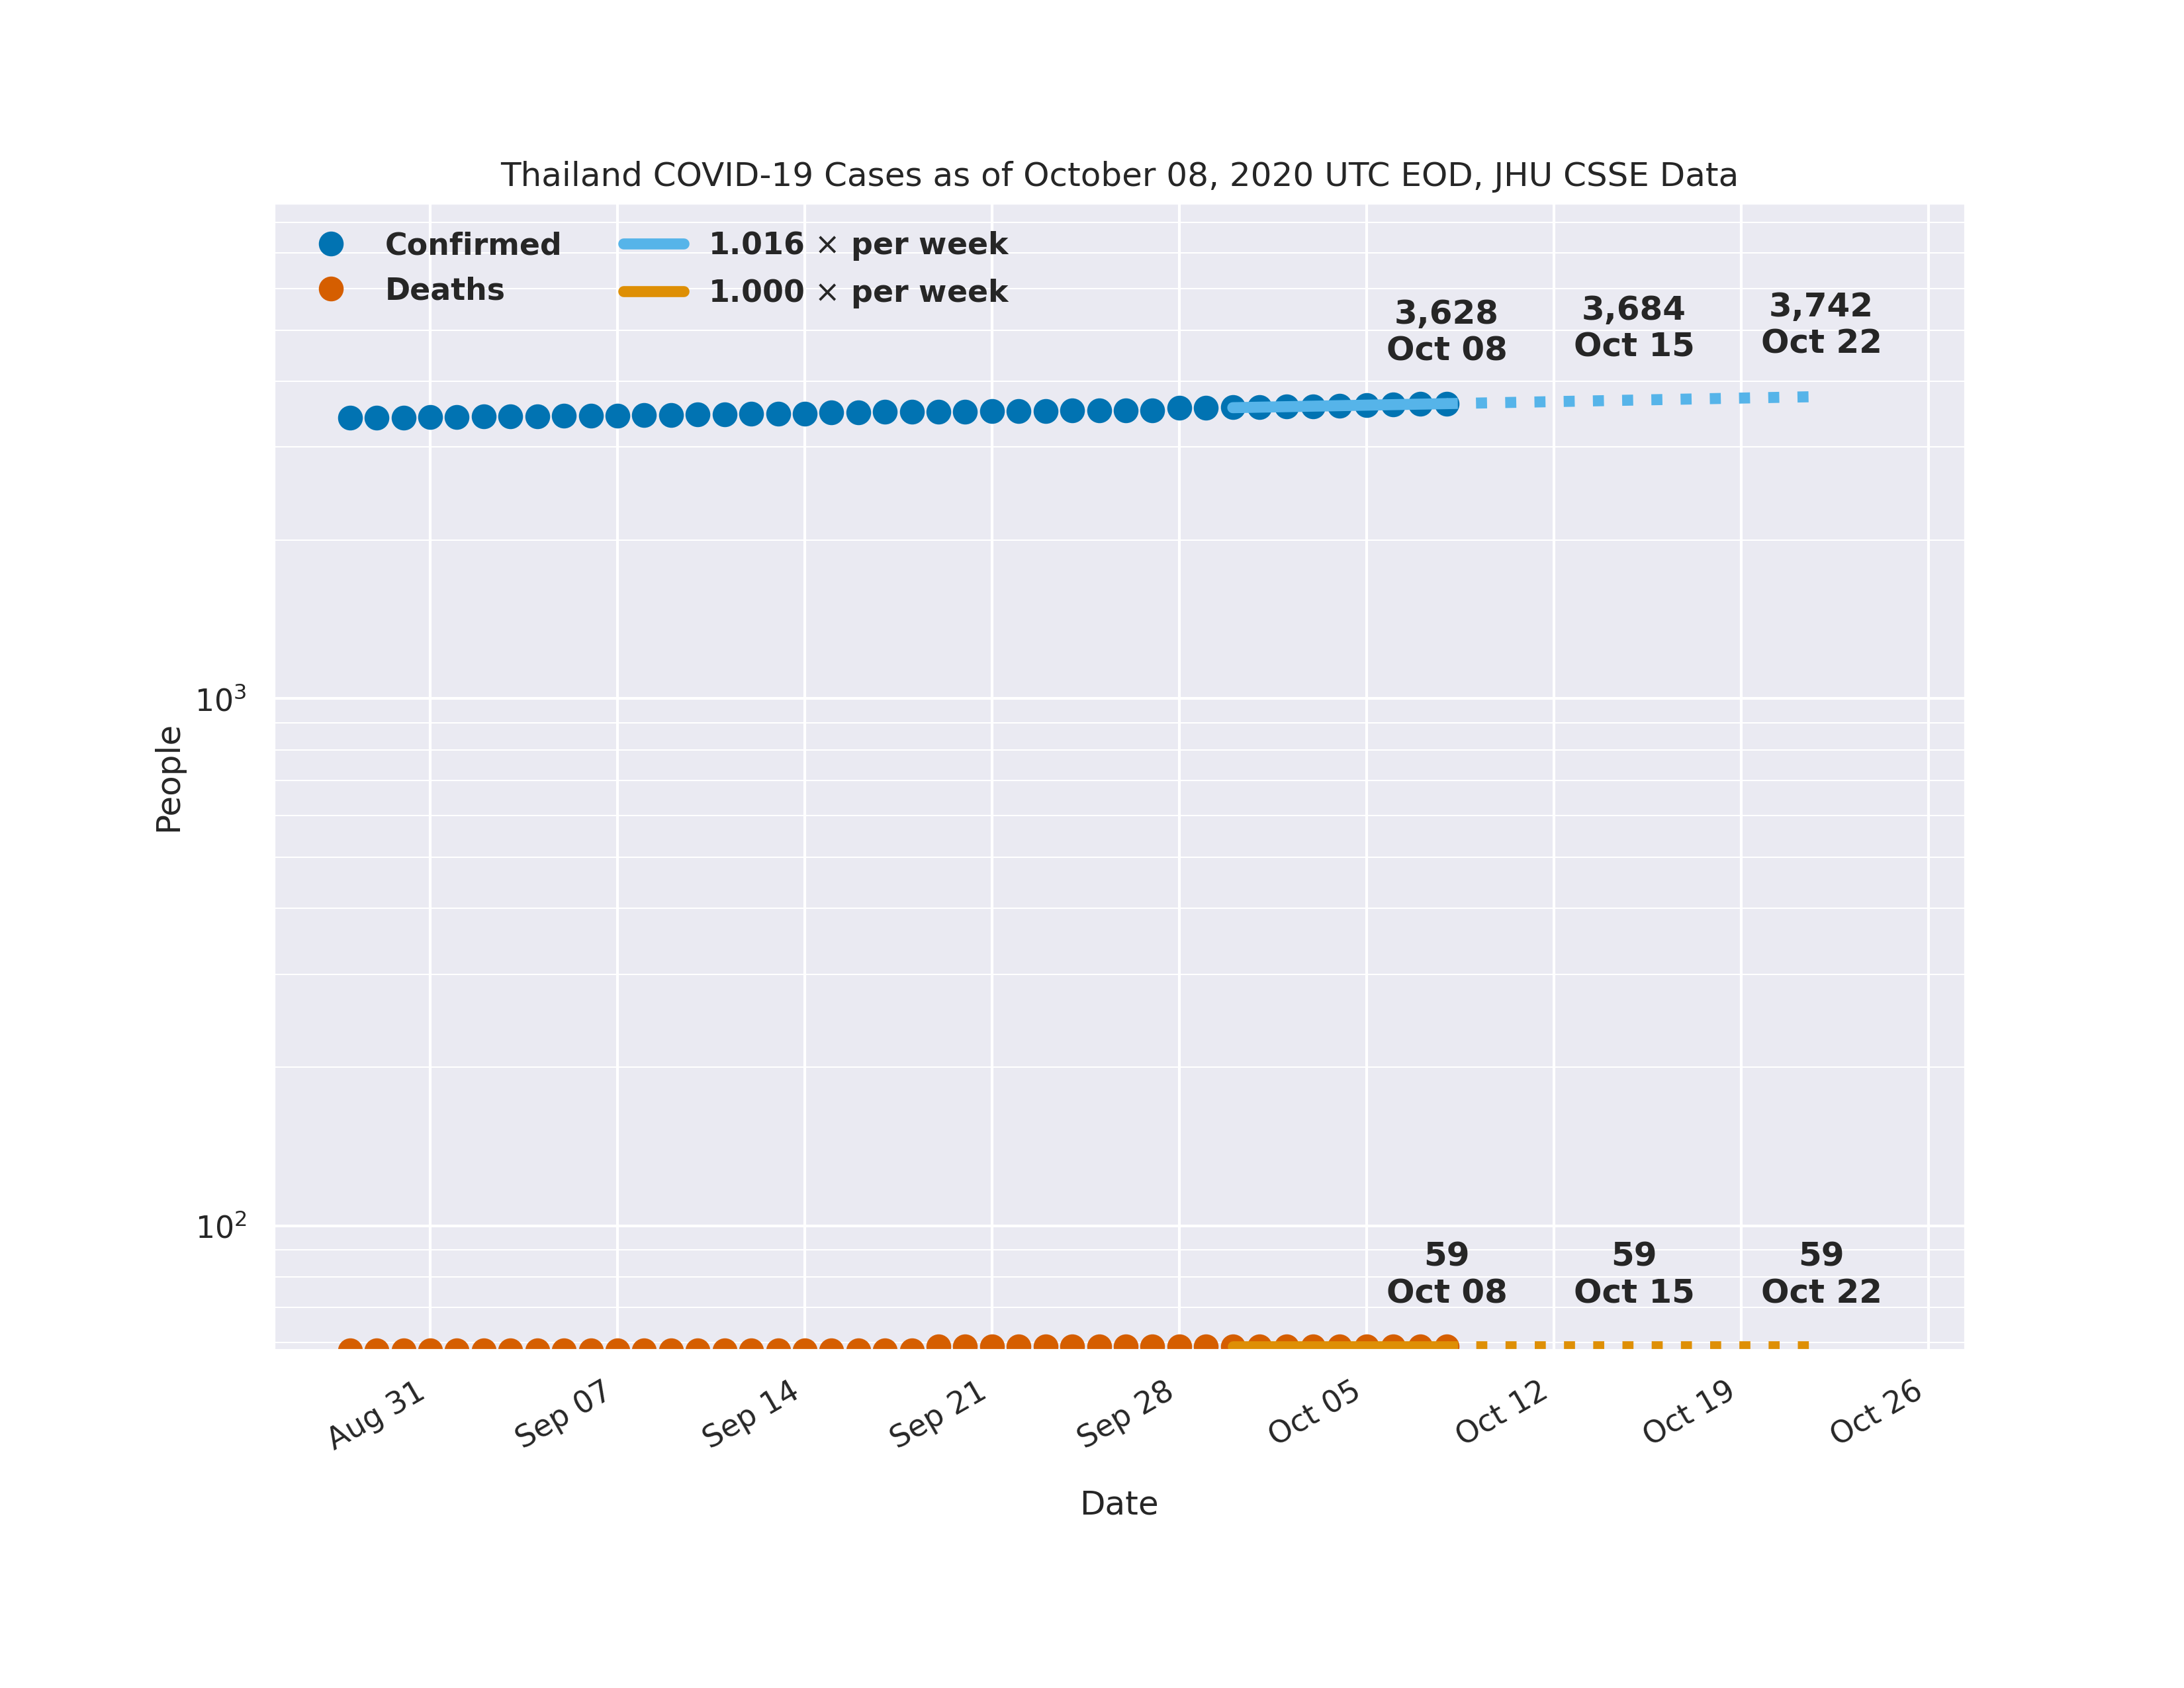 Thailand COVID-19 Cases as of October 08, 2020 UTC EOD, JHU CSSE Data
Confirmed
Deaths
1.016 × per week
1.000 × per week
3,628
Oct 08
3,684
Oct 15
3,742
Oct 22
10³
10²
People
59
Oct 08
59
Oct 15
59
Oct 22
Aug 31
Sep 07
Sep 14
Sep 21
Sep 28
Oct 05
Oct 12
Oct 19
Oct 26
Date